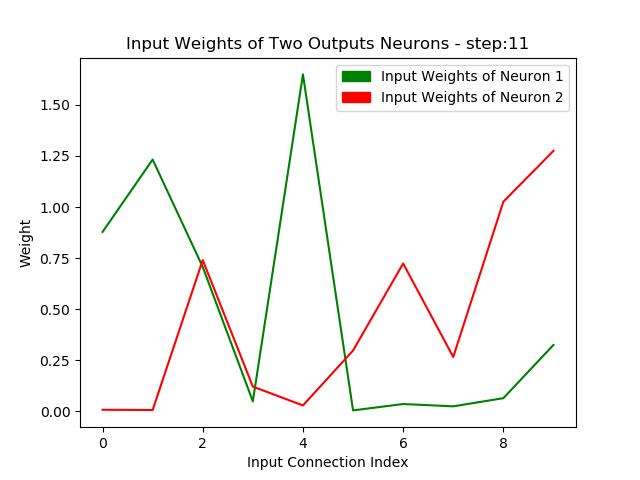 Input Weights of Two Outputs Neurons - step:11
Input Weights of Neuron 1
Input Weights of Neuron 2
1.50
1.25
1.00
0.75
0.50
0.25
0.00
Weight
0 2 4 6 8
Input Connection Index